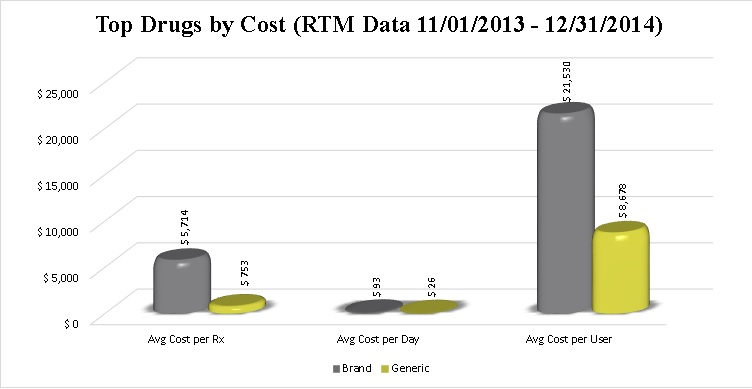 Top Drugs by Cost (RTM Data 11/01/2013 - 12/31/2014)
$ 25,000
$ 20,000
$ 15,000
$ 10,000
$ 5,000
$ 0
$ 5,714
$ 753
$ 93
$ 26
$ 21,530
$ 8,678
Avg Cost per Rx
Avg Cost per Day
Avg Cost per User
Brand
Generic